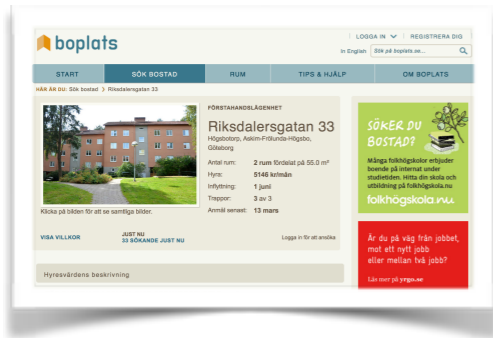 boplats
LOGGA IN
REGISTRERA DIG
In English
Sök på boplats.se...
START
SÖK BOSTAD
RUM
TIPS & HJÄLP
OM BOPLATS
HÄR ÄR DU: Sök bostad > Riksdalersgatan 33
FÖRSTAHANDSLÄGENHET
Riksdalersgatan 33
Högsbotorp, Askim-Frölunda-Högsbo,
Göteborg
Antal rum: 2 rum fördelat på 55.0 m²
Hyra: 5146 kr/mån
Inflyttning: 1 juni
Trappor: 3 av 3
Anmäl senast: 13 mars
Klicka på bilden för att se samtliga bilder.
VISA VILLKOR
JUST NU
33 SÖKANDE JUST NU
Logga in för att ansöka
Hyresvärdens beskrivning
SÖKER DU
BOSTAD?
Många folkhögskolor erbjuder
boende på internat under
studietiden. Hitta din skola och
utbildning på folkhögskola.nu
folkhögskola.nu
Är du på väg från jobbet,
mot ett nytt jobb
eller mellan två jobb?
Läs mer på yrgo.se